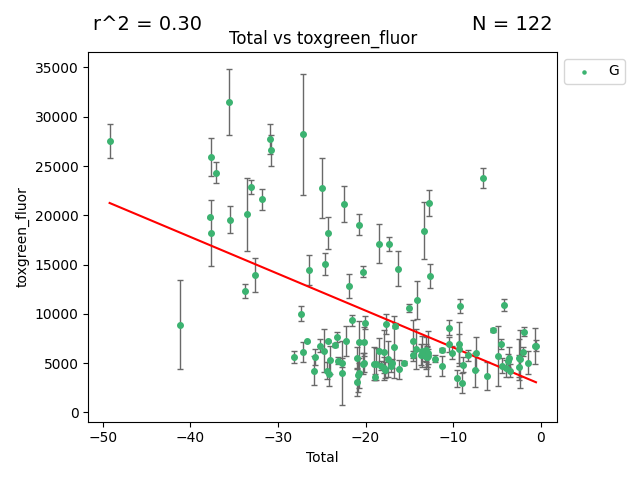 r^2 = 0.30 N = 122
Total vs toxgreen_fluor
G
35000
30000
25000
20000
15000
10000
5000
0
toxgreen_fluor
−50 −40 −30 −20 −10 0
Total